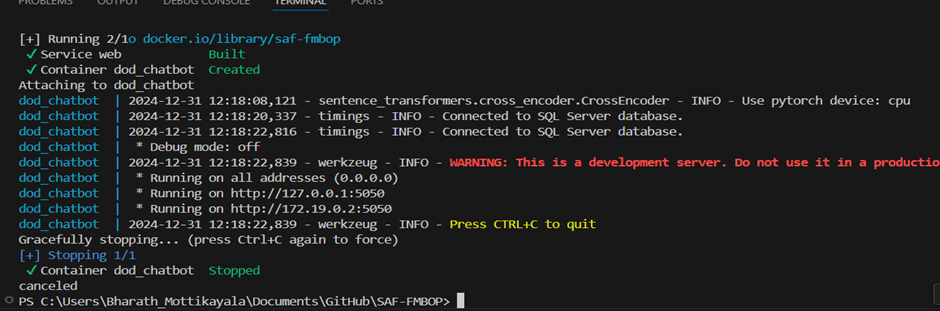 PROBLEMS OUTPUT DEBUG CONSOLE TERMINAL PORTS
[+] Running 2/1o docker.io/library/saf-fmbop
✓ Service web Built
✓ Container dod_chatbot Created
Attaching to dod_chatbot
dod_chatbot | 2024-12-31 12:18:08,121 - sentence_transformers.cross_encoder.CrossEncoder - INFO - Use pytorch device: cpu
dod_chatbot | 2024-12-31 12:18:20,337 - timings - INFO - Connected to SQL Server database.
dod_chatbot | 2024-12-31 12:18:22,816 - timings - INFO - Connected to SQL Server database.
dod_chatbot | * Debug mode: off
dod_chatbot | 2024-12-31 12:18:22,839 - werkzeug - INFO - WARNING: This is a development server. Do not use it in a productio
dod_chatbot | * Running on all addresses (0.0.0.0)
dod_chatbot | * Running on http://127.0.0.1:5050
dod_chatbot | * Running on http://172.19.0.2:5050
dod_chatbot | 2024-12-31 12:18:22,839 - werkzeug - INFO - Press CTRL+C to quit
Gracefully stopping... (press Ctrl+C again to force)
[+] Stopping 1/1
✓ Container dod_chatbot Stopped
canceled
PS C:\Users\Bharath_Mottikayala\Documents\GitHub\SAF-FMBOP>